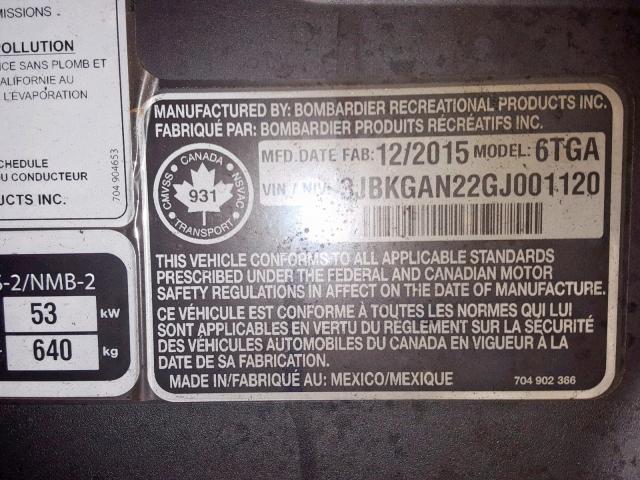 MISSIONS .
OLLUTION
NCE SANS PLOMB ET
ALIFORNIE AU
L'ÉVAPORATION
SCHEDULE
DU CONDUCTEUR
UCTS INC.
704 904653
S-2/NMB-2
53 kW
640 kg
MANUFACTURED BY: BOMBARDIER RECREATIONAL PRODUCTS INC.
FABRIQUÉ PAR: BOMBARDIER PRODUITS RÉCRÉATIFS INC.
MFD.DATE FAB: 12/2015 MODEL: 6TGA
VIN / NIV: 3JBKGAN22GJ001120
CANADA
CMVSS
931
NSVAC
TRANSPORT
THIS VEHICLE CONFORMS TO ALL APPLICABLE STANDARDS
PRESCRIBED UNDER THE FEDERAL AND CANADIAN MOTOR
SAFETY REGULATIONS IN AFFECT ON THE DATE OF MANUFACTURE.
CE VÉHICULE EST CONFORME À TOUTES LES NORMES QUI LUI
SONT APPLICABLES EN VERTU DU RÈGLEMENT SUR LA SÉCURITÉ
DES VÉHICULES AUTOMOBILES DU CANADA EN VIGUEUR À LA
DATE DE SA FABRICATION.
MADE IN/FABRIQUÉ AU: MEXICO/MEXIQUE
704 902 366